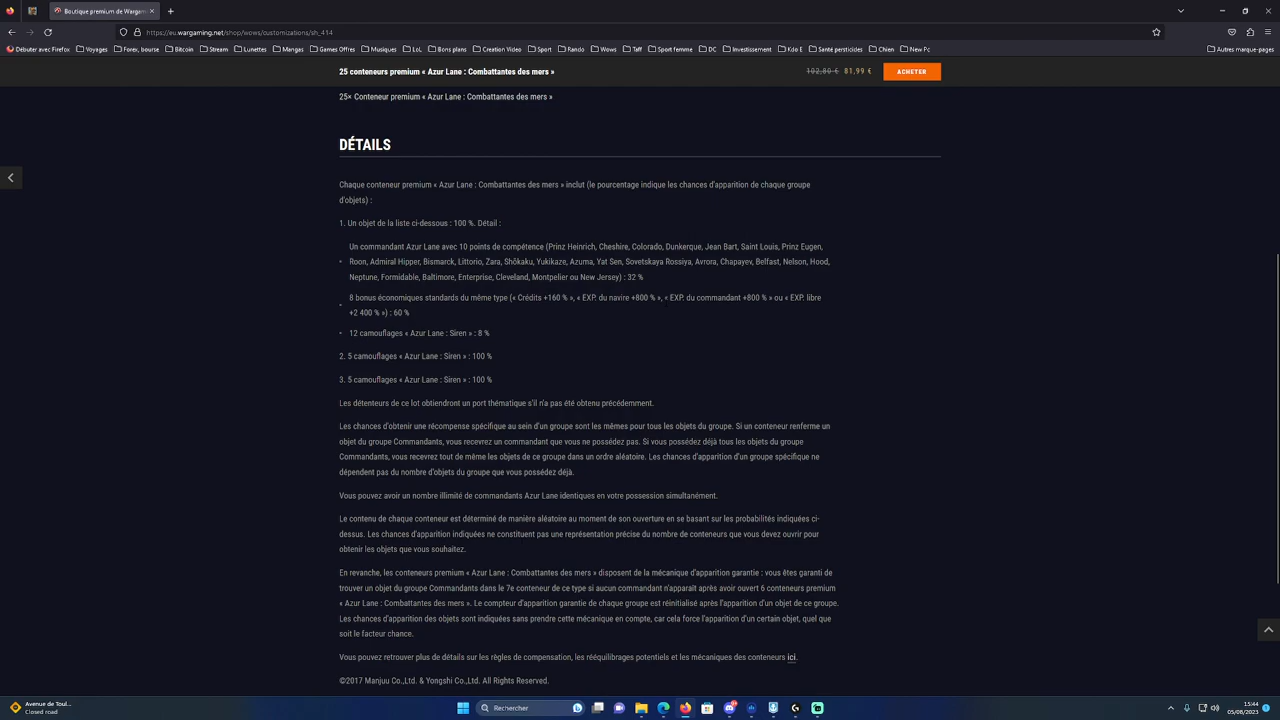 Boutique premium de Wargam
https://eu.wargaming.net/shop/wows/customizations/sh_414
Débuter avec Firefox Voyages Forex, bourse Bitcoin Stream Lunettes Mangas Games Offres Musiques LoL Bons plans Creation Video Sport Rando Wows Taff Sport femme DC Investissement Kdo E Santé persticides Chien New Pc Autres marque-pages
25 conteneurs premium « Azur Lane : Combattantes des mers » 102,80 € 81,99 € ACHETER
25× Conteneur premium « Azur Lane : Combattantes des mers »
DÉTAILS
Chaque conteneur premium « Azur Lane : Combattantes des mers » inclut (le pourcentage indique les chances d'apparition de chaque groupe
d'objets) :
1. Un objet de la liste ci-dessous : 100 %. Détail :
Un commandant Azur Lane avec 10 points de compétence (Prinz Heinrich, Cheshire, Colorado, Dunkerque, Jean Bart, Saint Louis, Prinz Eugen,
Roon, Admiral Hipper, Bismarck, Littorio, Zara, Shōkaku, Yukikaze, Azuma, Yat Sen, Sovetskaya Rossiya, Avrora, Chapayev, Belfast, Nelson, Hood,
Neptune, Formidable, Baltimore, Enterprise, Cleveland, Montpelier ou New Jersey) : 32 %
8 bonus économiques standards du même type (« Crédits +160 % », « EXP. du navire +800 % », « EXP. du commandant +800 % » ou « EXP. libre
+2 400 % ») : 60 %
12 camouflages « Azur Lane : Siren » : 8 %
2. 5 camouflages « Azur Lane : Siren » : 100 %
3. 5 camouflages « Azur Lane : Siren » : 100 %
Les détenteurs de ce lot obtiendront un port thématique s'il n'a pas été obtenu précédemment.
Les chances d'obtenir une récompense spécifique au sein d'un groupe sont les mêmes pour tous les objets du groupe. Si un conteneur renferme un
objet du groupe Commandants, vous recevrez un commandant que vous ne possédez pas. Si vous possédez déjà tous les objets du groupe
Commandants, vous recevrez tout de même les objets de ce groupe dans un ordre aléatoire. Les chances d'apparition d'un groupe spécifique ne
dépendent pas du nombre d'objets du groupe que vous possédez déjà.
Vous pouvez avoir un nombre illimité de commandants Azur Lane identiques en votre possession simultanément.
Le contenu de chaque conteneur est déterminé de manière aléatoire au moment de son ouverture en se basant sur les probabilités indiquées ci-
dessus. Les chances d'apparition indiquées ne constituent pas une représentation précise du nombre de conteneurs que vous devez ouvrir pour
obtenir les objets que vous souhaitez.
En revanche, les conteneurs premium « Azur Lane : Combattantes des mers » disposent de la mécanique d'apparition garantie : vous êtes garanti de
trouver un objet du groupe Commandants dans le 7e conteneur de ce type si aucun commandant n'apparaît après avoir ouvert 6 conteneurs premium
« Azur Lane : Combattantes des mers ». Le compteur d'apparition garantie de chaque groupe est réinitialisé après l'apparition d'un objet de ce groupe.
Les chances d'apparition des objets sont indiquées sans prendre cette mécanique en compte, car cela force l'apparition d'un certain objet, quel que
soit le facteur chance.
Vous pouvez retrouver plus de détails sur les règles de compensation, les rééquilibrages potentiels et les mécaniques des conteneurs ici.
©2017 Manjuu Co.,Ltd. & Yongshi Co.,Ltd. All Rights Reserved.
Avenue de Toul...
Closed road
Rechercher
15:44
05/08/2023